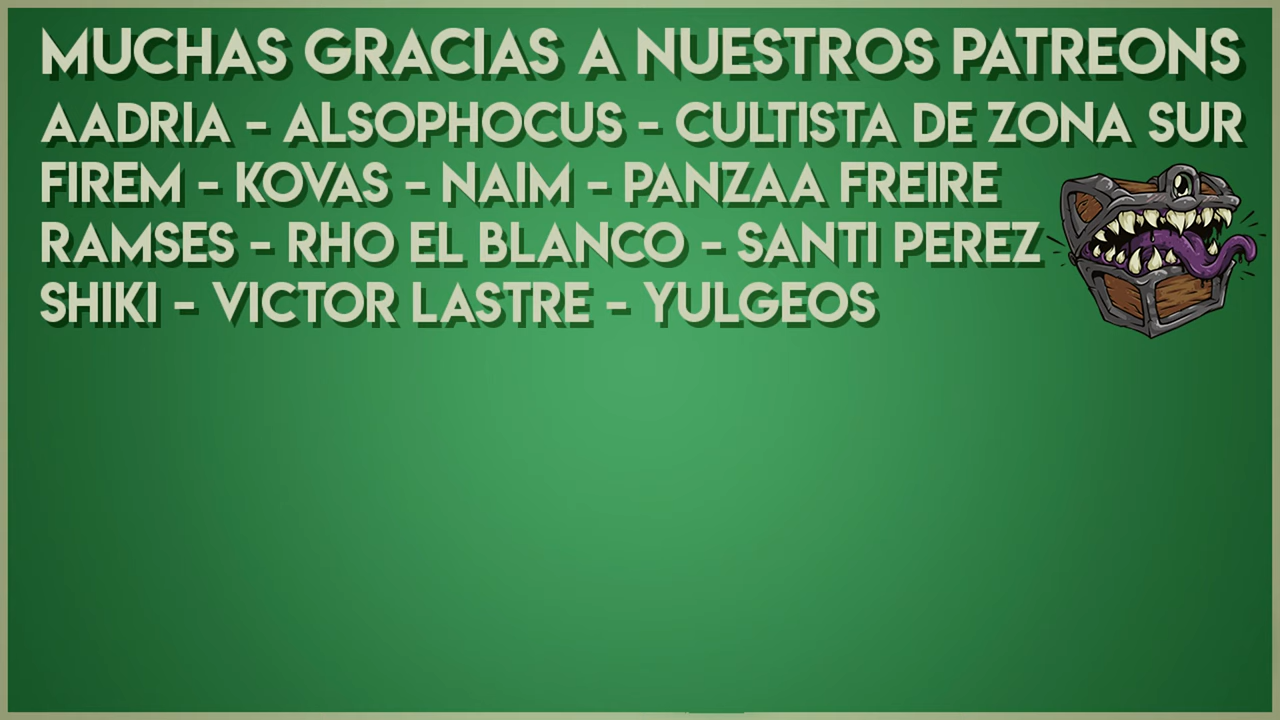 MUCHAS GRACIAS A NUESTROS PATREONS
AADRIA - ALSOPHOCUS - CULTISTA DE ZONA SUR
FIREM - KOVAS - NAIM - PANZAA FREIRE
RAMSES - RHO EL BLANCO - SANTI PEREZ
SHIKI - VICTOR LASTRE - YULGEOS